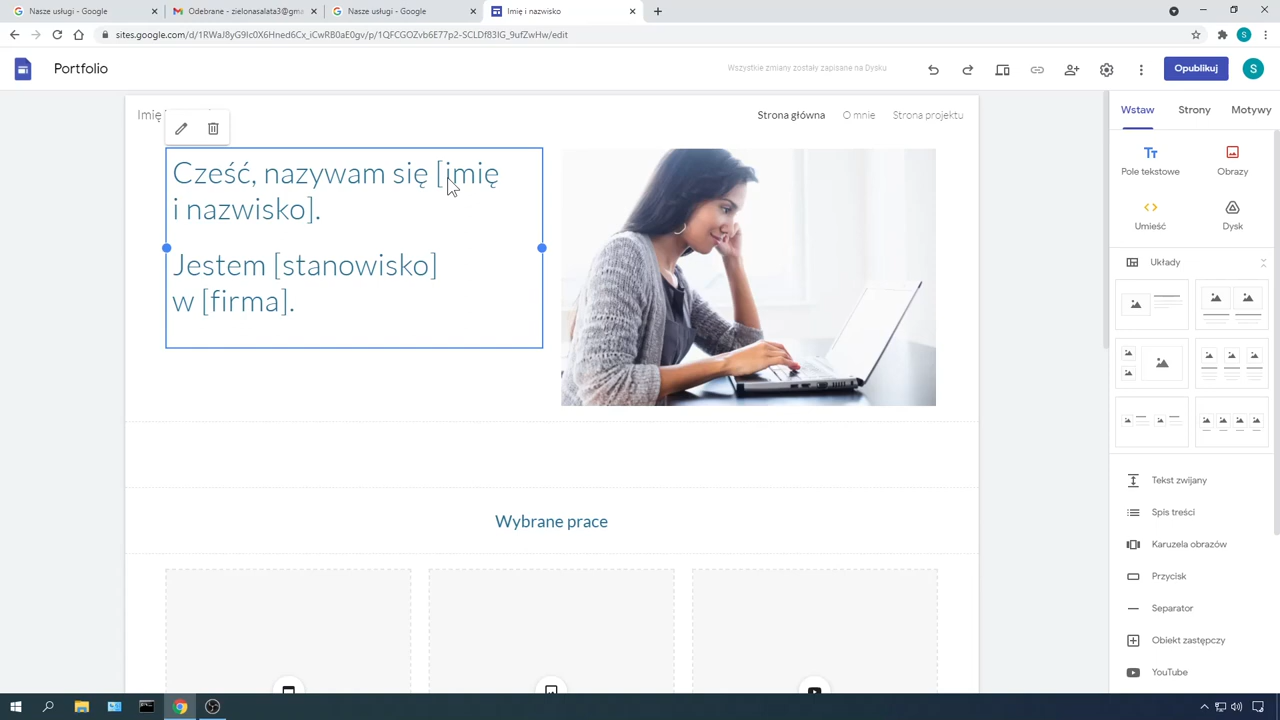 Nasze usługi - Google
Odebrane - zielonasalata3@gma
Nasze usługi - Google
Imię i nazwisko
sites.google.com/d/1RWaJ8yG9lc0X6Hned6Cx_iCwRB0aE0gv/p/1QFCGOZvb6E77p2-SCLDf83IG_9ufZwHw/edit
Portfolio
Wszystkie zmiany zostały zapisane na Dysku
Opublikuj
S
Imię
Strona główna
O mnie
Strona projektu
Wstaw
Strony
Motywy
Cześć, nazywam się [imię
i nazwisko].
Jestem [stanowisko]
w [firma].
Pole tekstowe
Obrazy
Umieść
Dysk
Układy
Wybrane prace
Tekst zwijany
Spis treści
Karuzela obrazów
Przycisk
Separator
Obiekt zastępczy
YouTube